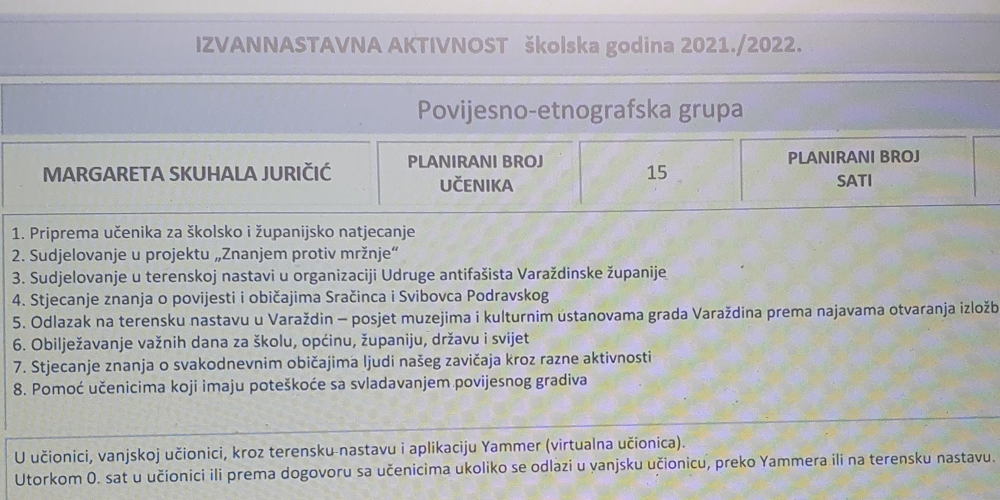 IZVANNASTAVNA AKTIVNOST školska godina 2021./2022.
Povijesno-etnografska grupa
MARGARETA SKUHALA JURIČIĆ
PLANIRANI BROJ
UČENIKA
15
PLANIRANI BROJ
SATI
1. Priprema učenika za školsko i županijsko natjecanje
2. Sudjelovanje u projektu „Znanjem protiv mržnje“
3. Sudjelovanje u terenskoj nastavi u organizaciji Udruge antifašista Varaždinske županije
4. Stjecanje znanja o povijesti i običajima Sračinca i Svibovca Podravskog
5. Odlazak na terensku nastavu u Varaždin – posjet muzejima i kulturnim ustanovama grada Varaždina prema najavama otvaranja izložb
6. Obilježavanje važnih dana za školu, općinu, županiju, državu i svijet
7. Stjecanje znanja o svakodnevnim običajima ljudi našeg zavičaja kroz razne aktivnosti
8. Pomoć učenicima koji imaju poteškoće sa svladavanjem povijesnog gradiva
U učionici, vanjskoj učionici, kroz terensku nastavu i aplikaciju Yammer (virtualna učionica).
Utorkom 0. sat u učionici ili prema dogovoru sa učenicima ukoliko se odlazi u vanjsku učionicu, preko Yammera ili na terensku nastavu.